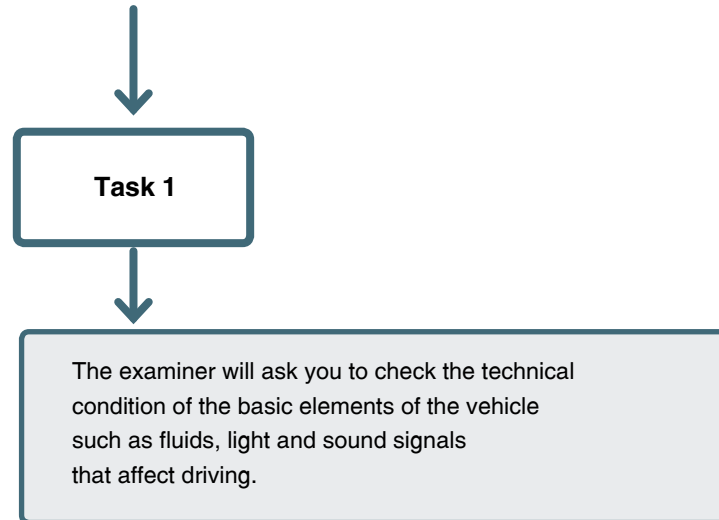 Task 1
The examiner will ask you to check the technical
condition of the basic elements of the vehicle
such as fluids, light and sound signals
that affect driving.